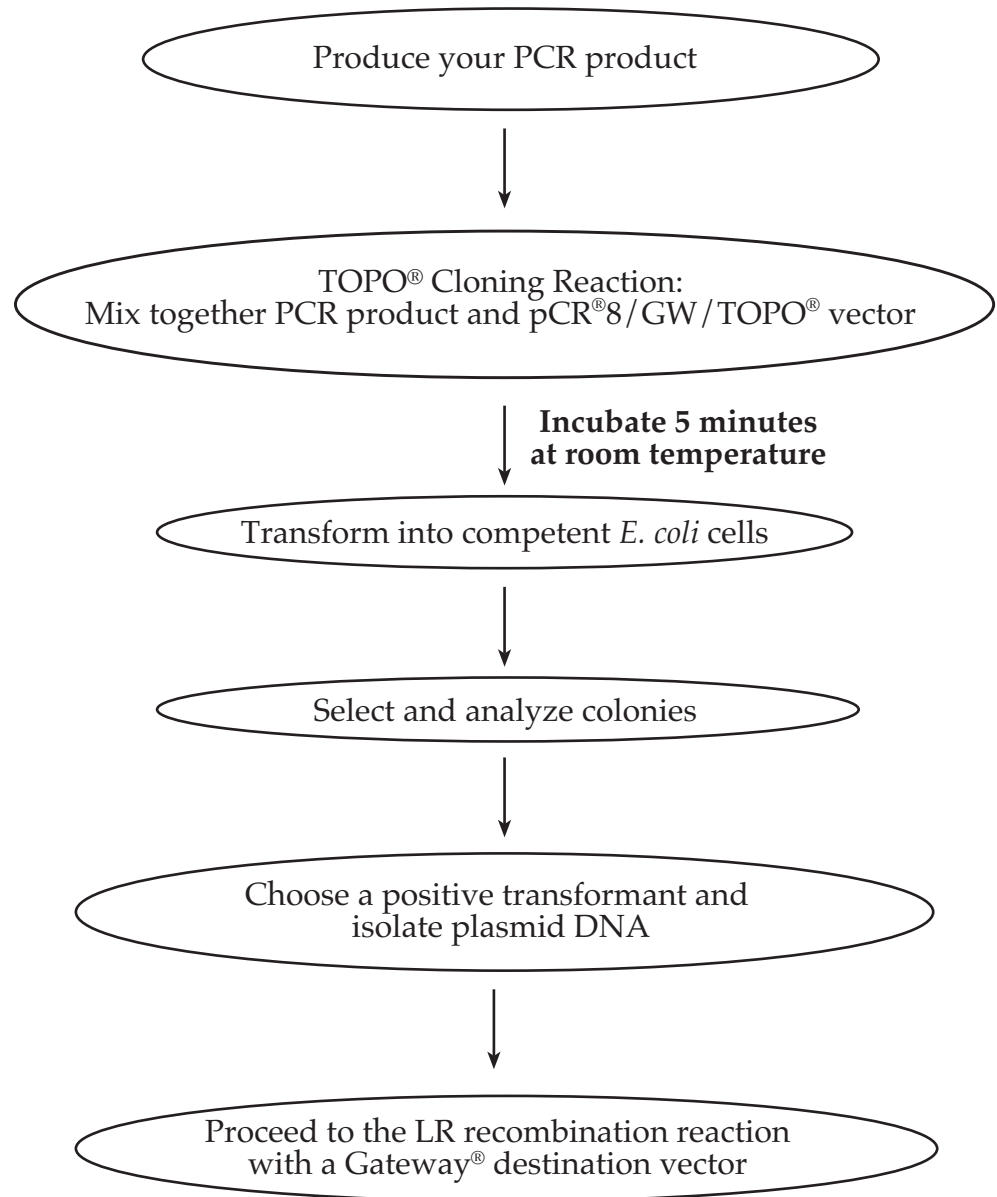 Produce your PCR product
TOPO® Cloning Reaction:
Mix together PCR product and pCR®8/GW/TOPO® vector
Incubate 5 minutes
at room temperature
Transform into competent E. coli cells
Select and analyze colonies
Choose a positive transformant and
isolate plasmid DNA
Proceed to the LR recombination reaction
with a Gateway® destination vector